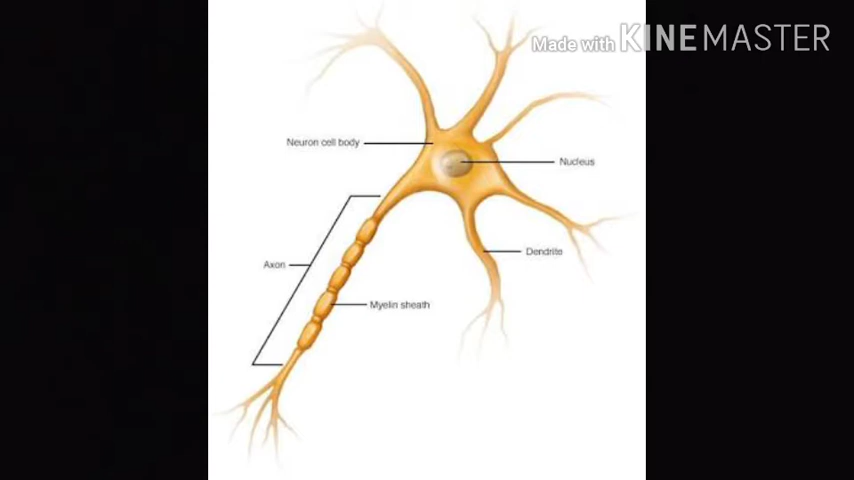 Made with KINEMASTER
Neuron cell body
Nucleus
Axon
Dendrite
Myelin sheath